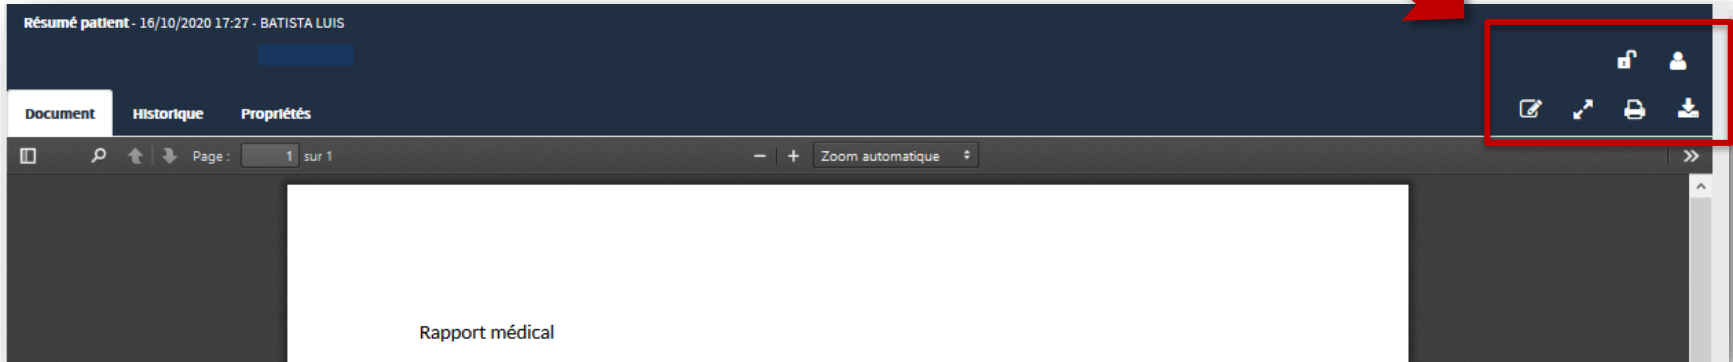 Résumé patient - 16/10/2020 17:27 - BATISTA LUIS
Document Historique Propriétés
Page : 1 sur 1 Zoom automatique
Rapport médical